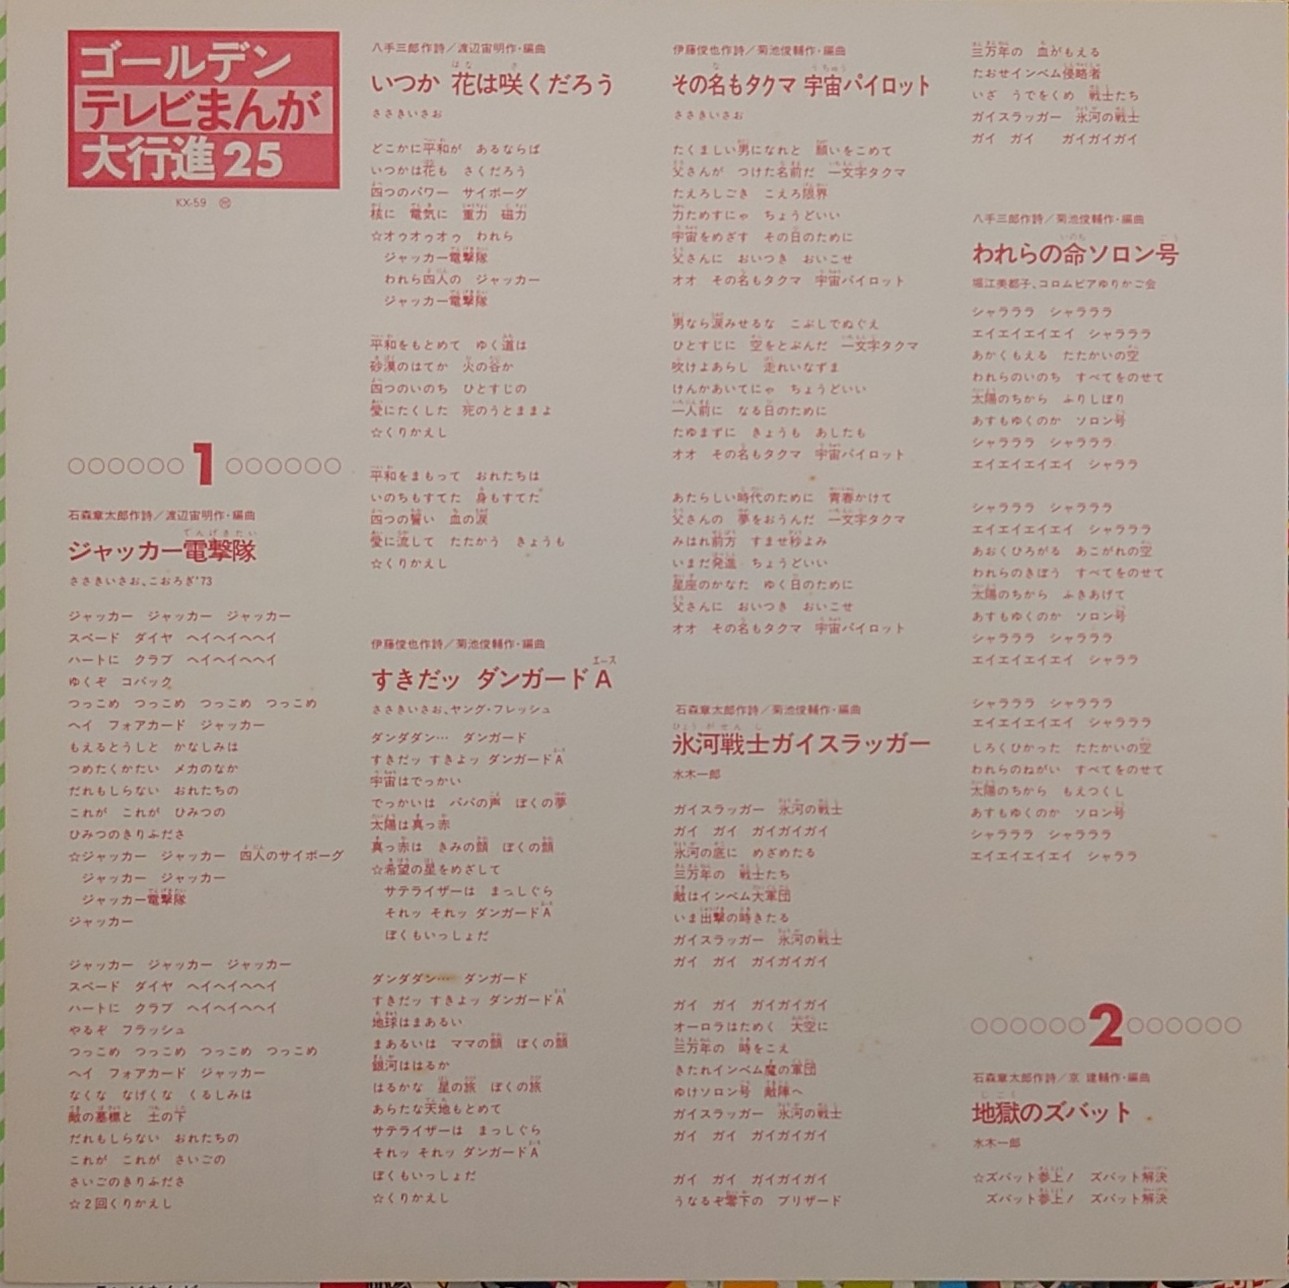 ゴールデン
テレビまんが
大行進25
KX-59
1
石森章太郎作詩/渡辺宙明作・編曲
ジャッカー電撃隊
ささきいさお、こおろぎ'73
ジャッカー ジャッカー ジャッカー
スペード ダイヤ ヘイヘイヘヘイ
ハートに クラブ ヘイヘイヘヘイ
ゆくぞ コバック
つっこめ つっこめ つっこめ つっこめ
ヘイ フォアカード ジャッカー
もえるとうしと かなしみは
つめたくかたい メカのなか
だれもしらない おれたちの
これが これが ひみつの
ひみつのきりふださ
☆ジャッカー ジャッカー 四人のサイボーグ
ジャッカー ジャッカー
ジャッカー電撃隊
ジャッカー
ジャッカー ジャッカー ジャッカー
スペード ダイヤ ヘイヘイヘヘイ
ハートに クラブ ヘイヘイヘヘイ
やるぞ フラッシュ
つっこめ つっこめ つっこめ つっこめ
ヘイ フォアカード ジャッカー
なくな なげくな くるしみは
敵の墓標と 土の下
だれもしらない おれたちの
これが これが さいごの
さいごのきりふださ
☆2回くりかえし
八手三郎作詩/渡辺宙明作・編曲
いつか 花は咲くだろう
ささきいさお
どこかに平和が あるならば
いつかは花も さくだろう
四つのパワー サイボーグ
核に 電気に 重力 磁力
☆オゥオゥオゥ われら
ジャッカー電撃隊
われら四人の ジャッカー
ジャッカー電撃隊
平和をもとめて ゆく道は
砂漠のはてか 火の谷か
四つのいのち ひとすじの
愛にたくした 死のうとままよ
☆くりかえし
平和をまもって おれたちは
いのちもすてた 身もすてた
四つの誓い 血の涙
愛に流して たたかう きょうも
☆くりかえし
伊藤俊也作詩/菊池俊輔作・編曲
すきだッ ダンガードA
ささきいさお、ヤング・フレッシュ
ダンダダン… ダンガード
すきだッ すきよッ ダンガードA
宇宙はでっかい
でっかいは パパの声 ぼくの夢
太陽は真っ赤
真っ赤は きみの顔 ぼくの顔
☆希望の星をめざして
サテライザーは まっしぐら
それッ それッ ダンガードA
ぼくもいっしょだ
ダンダダン… ダンガード
すきだッ すきよッ ダンガードA
地球はまあるい
まあるいは ママの顔 ぼくの顔
銀河ははるか
はるかな 星の旅 ぼくの旅
あらたな天地もとめて
サテライザーは まっしぐら
それッ それッ ダンガードA
ぼくもいっしょだ
☆くりかえし
伊藤俊也作詩/菊池俊輔作・編曲
その名もタクマ 宇宙パイロット
ささきいさお
たくましい男になれと 願いをこめて
父さんが つけた名前だ 一文字タクマ
たえろしごき こえろ限界
力ためすにゃ ちょうどいい
宇宙をめざす その日のために
父さんに おいつき おいこせ
オオ その名もタクマ 宇宙パイロット
男なら涙みせるな こぶしでぬぐえ
ひとすじに 空をとぶんだ 一文字タクマ
吹けよあらし 走れいなずま
けんかあいてにゃ ちょうどいい
一人前に なる日のために
たゆまずに きょうも あしたも
オオ その名もタクマ 宇宙パイロット
あたらしい時代のために 青春かけて
父さんの 夢をおうんだ 一文字タクマ
みはれ前方 すませ秒よみ
いまだ発進 ちょうどいい
星座のかなた ゆく日のために
父さんに おいつき おいこせ
オオ その名もタクマ 宇宙パイロット
石森章太郎作詩/菊池俊輔作・編曲
氷河戦士ガイスラッガー
水木一郎
ガイスラッガー 氷河の戦士
ガイ ガイ ガイガイガイ
氷河の底に めざめたる
三万年の 戦士たち
敵はインベム大軍団
いま出撃の時きたる
ガイスラッガー 氷河の戦士
ガイ ガイ ガイガイガイ
ガイ ガイ ガイガイガイ
オーロラはためく 大空に
三万年の 時をこえ
きたれインベム魔の軍団
ゆけソロン号 敵陣へ
ガイスラッガー 氷河の戦士
ガイ ガイ ガイガイガイ
ガイ ガイ ガイガイガイ
うなるぞ零下の ブリザード
三万年の 血がもえる
たおせインベム侵略者
いざ うでをくめ 戦士たち
ガイスラッガー 氷河の戦士
ガイ ガイ ガイガイガイ
八手三郎作詩/菊池俊輔作・編曲
われらの命ソロン号
堀江美都子、コロムビアゆりかご会
シャラララ シャラララ
エイエイエイエイ シャラララ
あかくもえる たたかいの空
われらのいのち すべてをのせて
太陽のちから ふりしぼり
あすもゆくのか ソロン号
シャラララ シャラララ
エイエイエイエイ シャララ
シャラララ シャラララ
エイエイエイエイ シャラララ
あおくひろがる あこがれの空
われらのきぼう すべてをのせて
太陽のちから ふきあげて
あすもゆくのか ソロン号
シャラララ シャラララ
エイエイエイエイ シャララ
シャラララ シャラララ
エイエイエイエイ シャラララ
しろくひかった たたかいの空
われらのねがい すべてをのせて
太陽のちから もえつくし
あすもゆくのか ソロン号
シャラララ シャラララ
エイエイエイエイ シャララ
2
石森章太郎作詩/京 建輔作・編曲
地獄のズバット
水木一郎
☆ズバット参上! ズバット解決
ズバット参上! ズバット解決